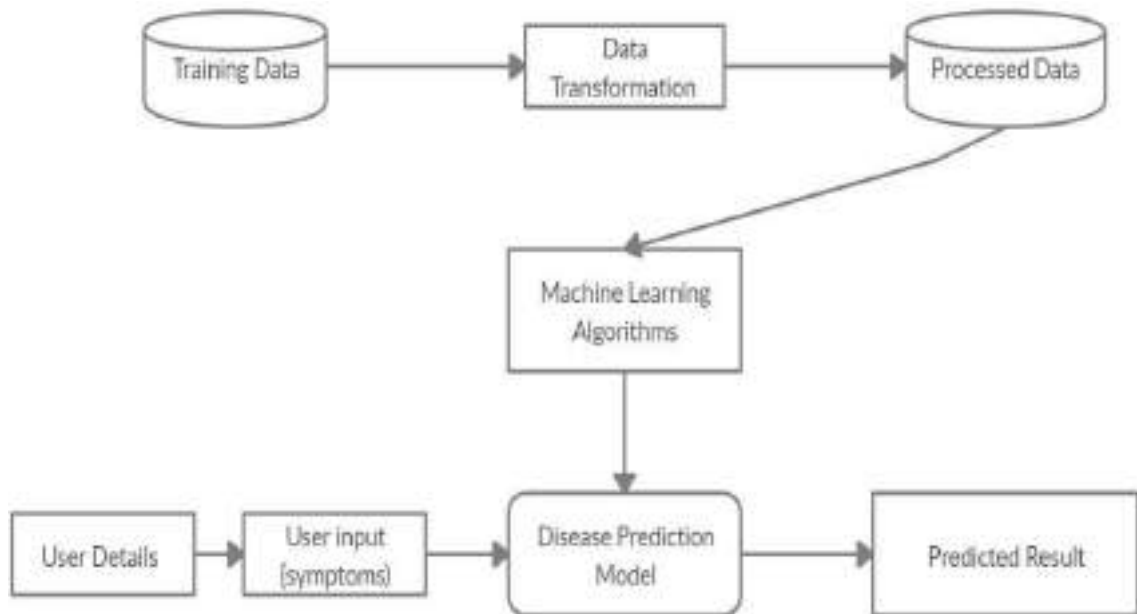 Training Data
Data
Transformation
Processed Data
Machine Learning
Algorithms
User Details
User input
(symptoms)
Disease Prediction
Model
Predicted Result